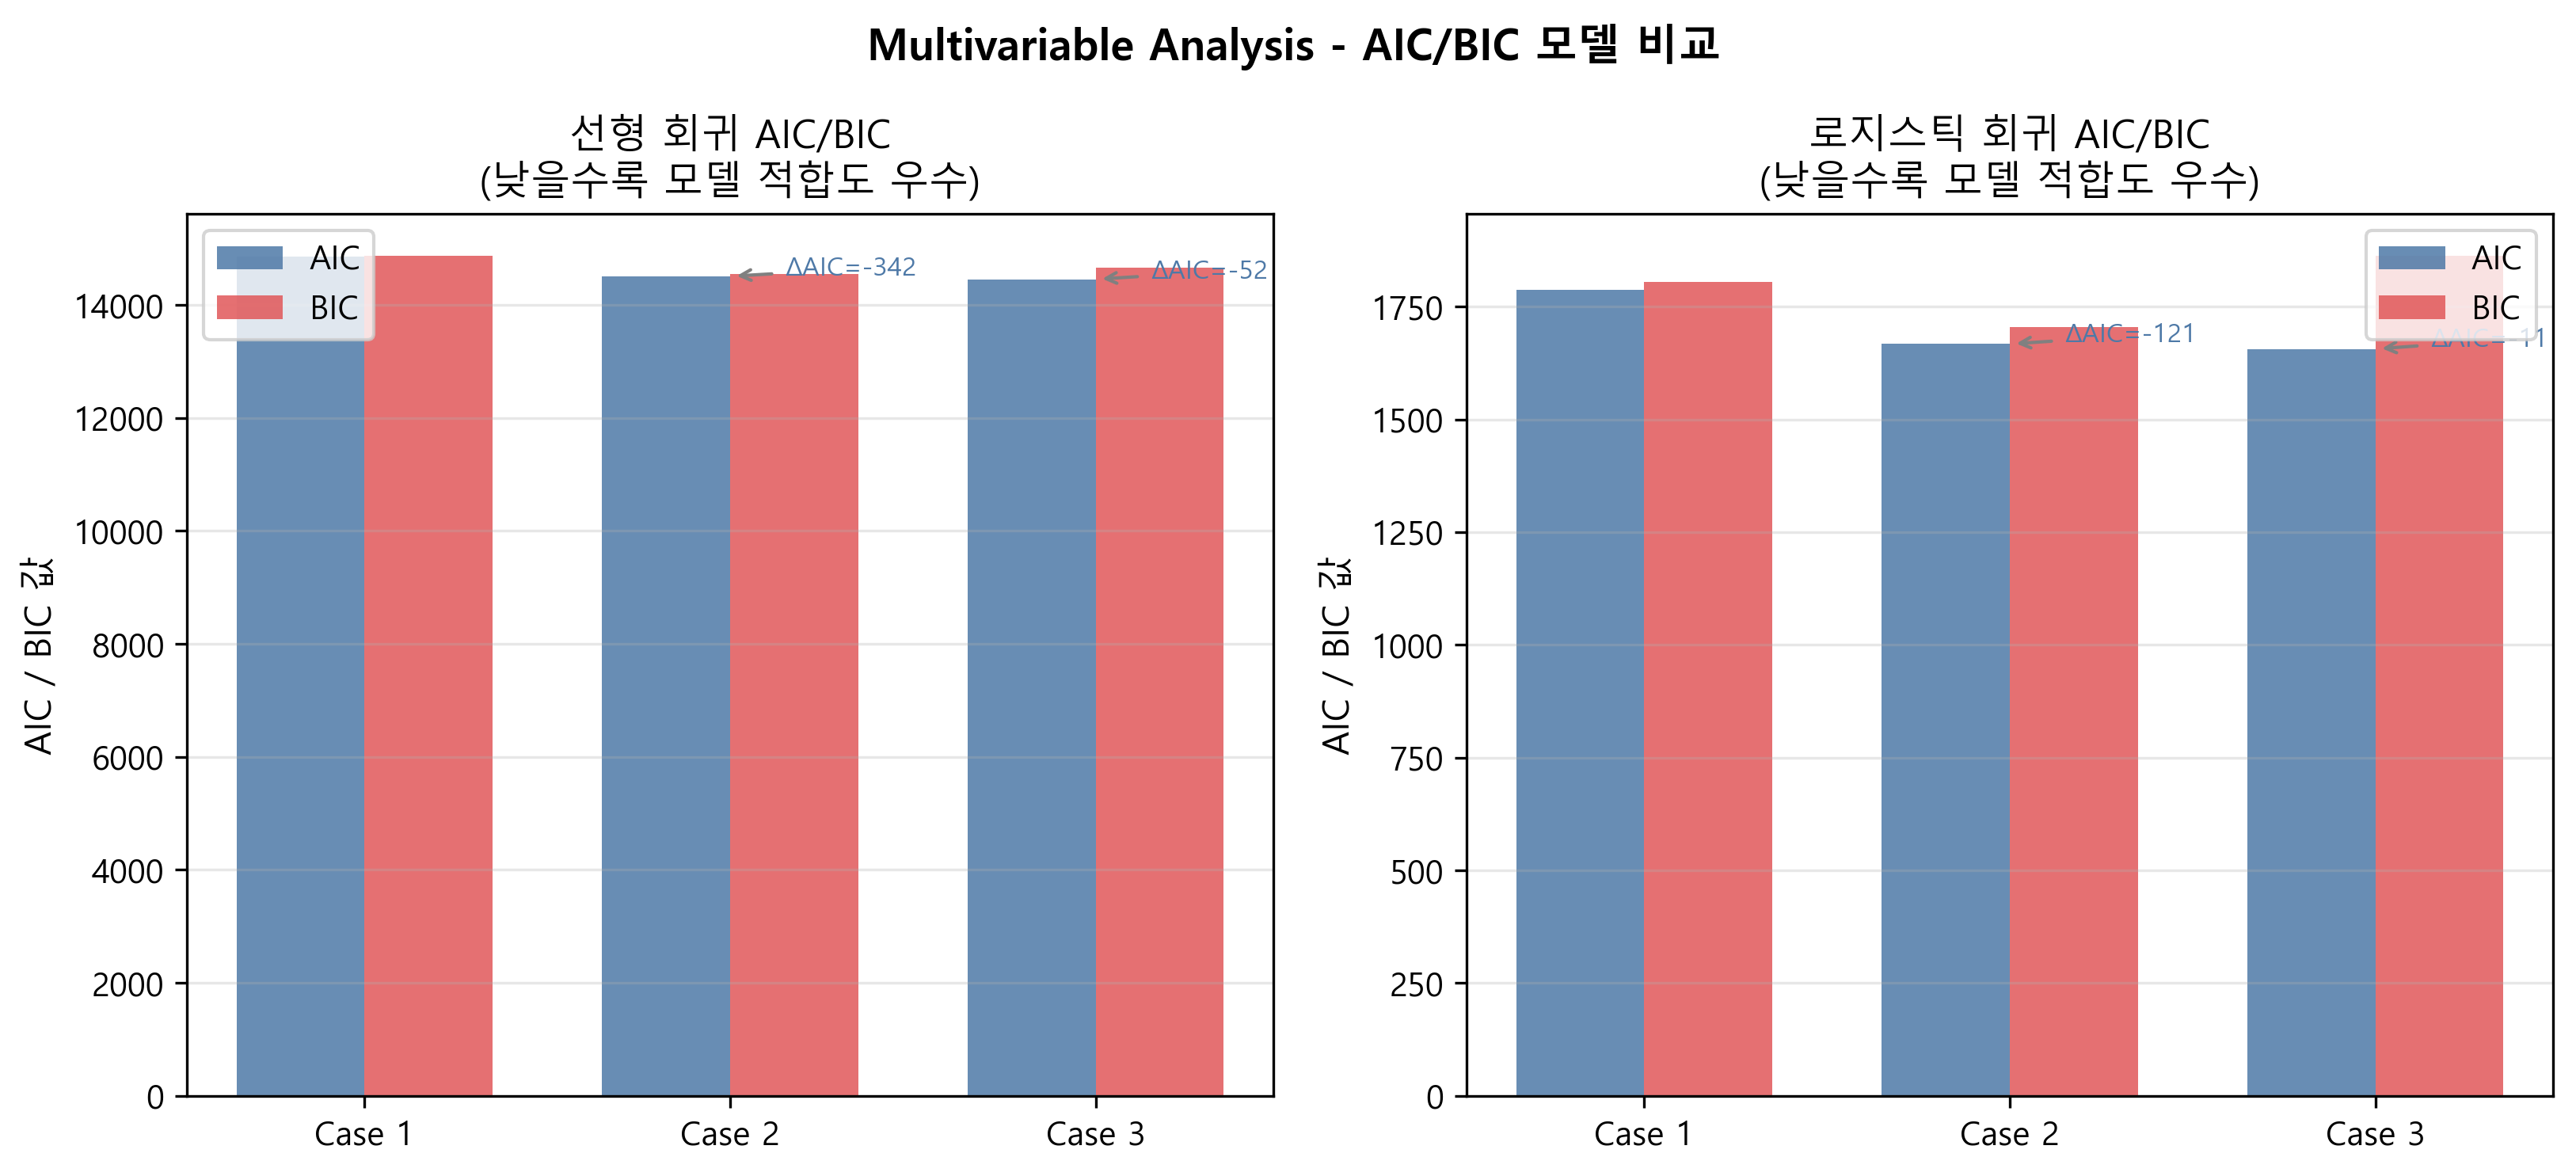 Multivariable Analysis - AIC/BIC 모델 비교
선형 회귀 AIC/BIC
(낮을수록 모델 적합도 우수)
AIC
BIC
ΔAIC=-342
ΔAIC=-52
14000
12000
10000
8000
6000
4000
2000
0
AIC / BIC 값
Case 1
Case 2
Case 3
로지스틱 회귀 AIC/BIC
(낮을수록 모델 적합도 우수)
AIC
BIC
ΔAIC=-121
ΔAIC=-11
1750
1500
1250
1000
750
500
250
0
AIC / BIC 값
Case 1
Case 2
Case 3